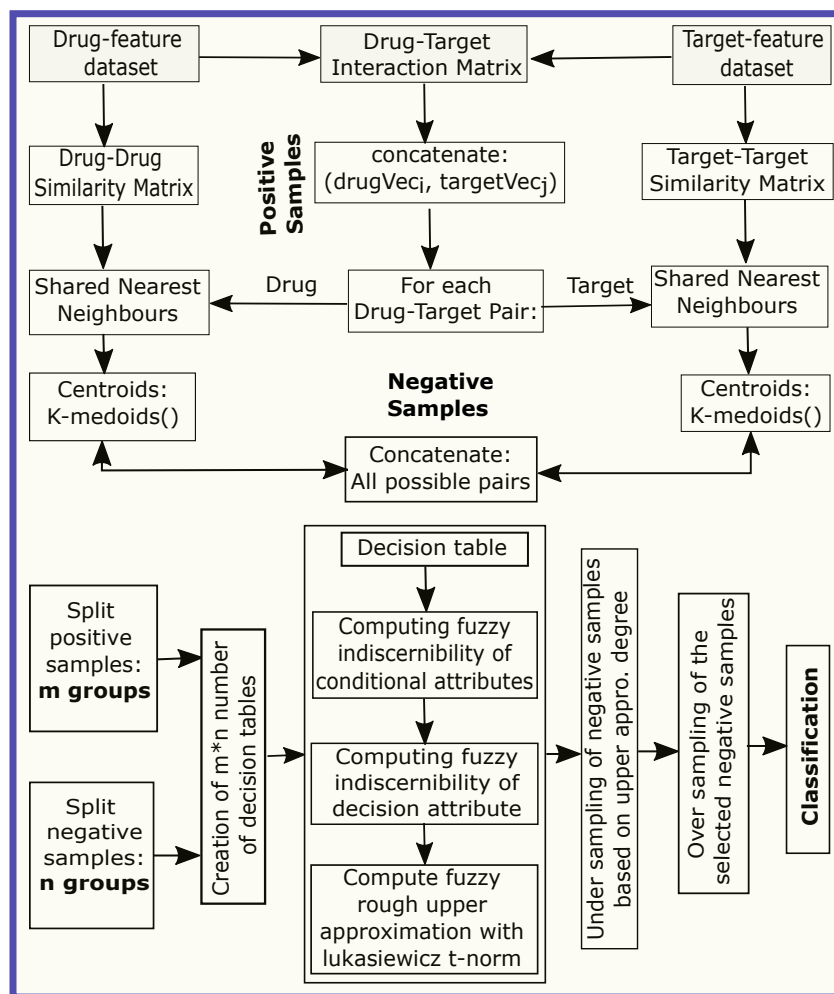 Drug-feature
dataset
Drug-Target
Interaction Matrix
Target-feature
dataset
Drug-Drug
Similarity Matrix
Positive
Samples
concatenate:
(drugVecᵢ, targetVecⱼ)
Target-Target
Similarity Matrix
Shared Nearest
Neighbours
Drug
For each
Drug-Target Pair:
Target
Shared Nearest
Neighbours
Centroids:
K-medoids()
Negative
Samples
Centroids:
K-medoids()
Concatenate:
All possible pairs
Split
positive
samples:
m groups
Split
negative
samples:
n groups
Creation of m*n number
of decision tables
Decision table
Computing fuzzy
indiscernibility of
conditional attributes
Computing fuzzy
indiscernibility of
decision attribute
Compute fuzzy
rough upper
approximation with
lukasiewicz t-norm
Under sampling of negative samples
based on upper appro. degree
Over sampling of the
selected negative samples
Classification